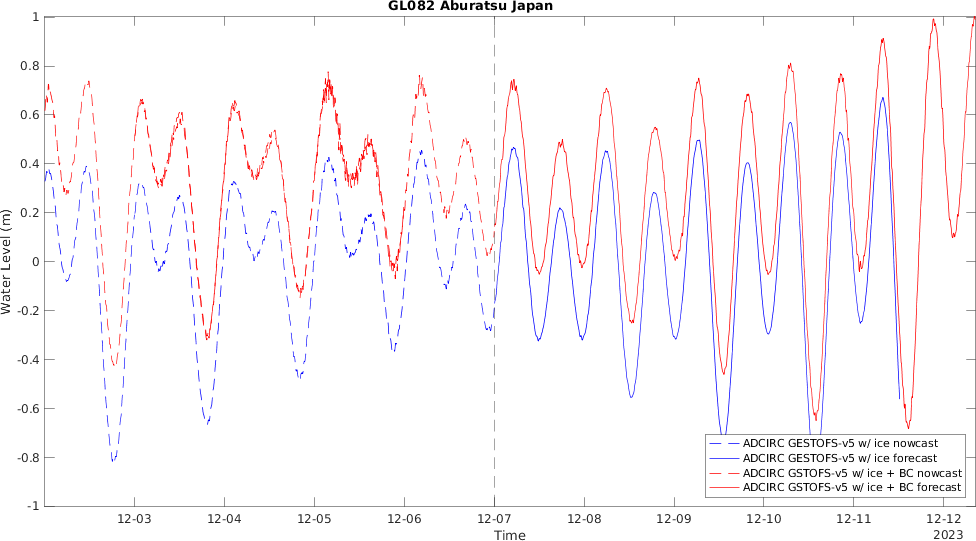 GL082 Aburatsu Japan
1
0.8
0.6
0.4
0.2
0
-0.2
-0.4
-0.6
-0.8
-1
Water Level (m)
ADCIRC GESTOFS-v5 w/ ice nowcast
ADCIRC GESTOFS-v5 w/ ice forecast
ADCIRC GSTOFS-v5 w/ ice + BC nowcast
ADCIRC GSTOFS-v5 w/ ice + BC forecast
12-03 12-04 12-05 12-06 12-07 12-08 12-09 12-10 12-11 12-12
Time 2023